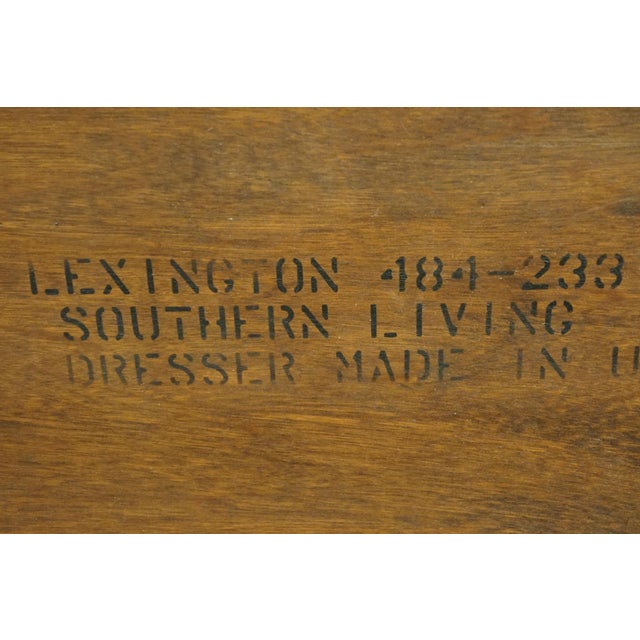 LEXINGTON 484-233
SOUTHERN LIVING
DRESSER MADE IN U